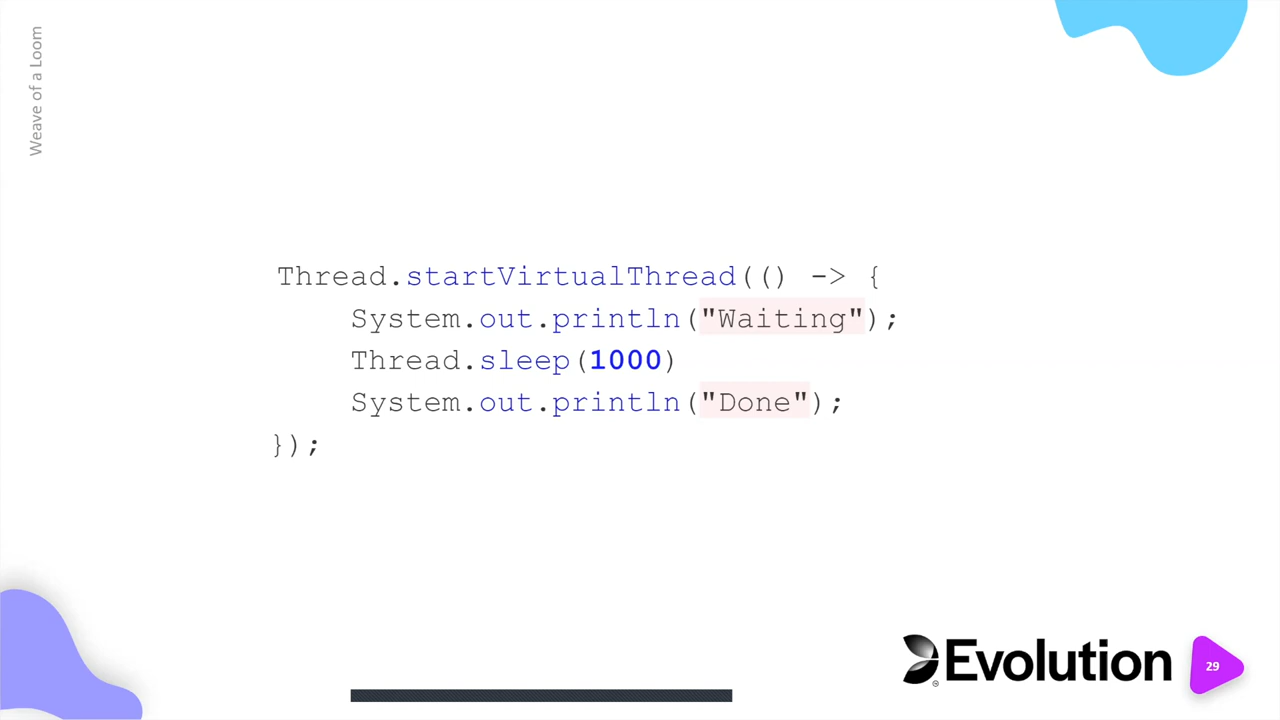 Weave of a Loom
Thread.startVirtualThread(() -> {
    System.out.println("Waiting");
    Thread.sleep(1000)
    System.out.println("Done");
});
Evolution
29